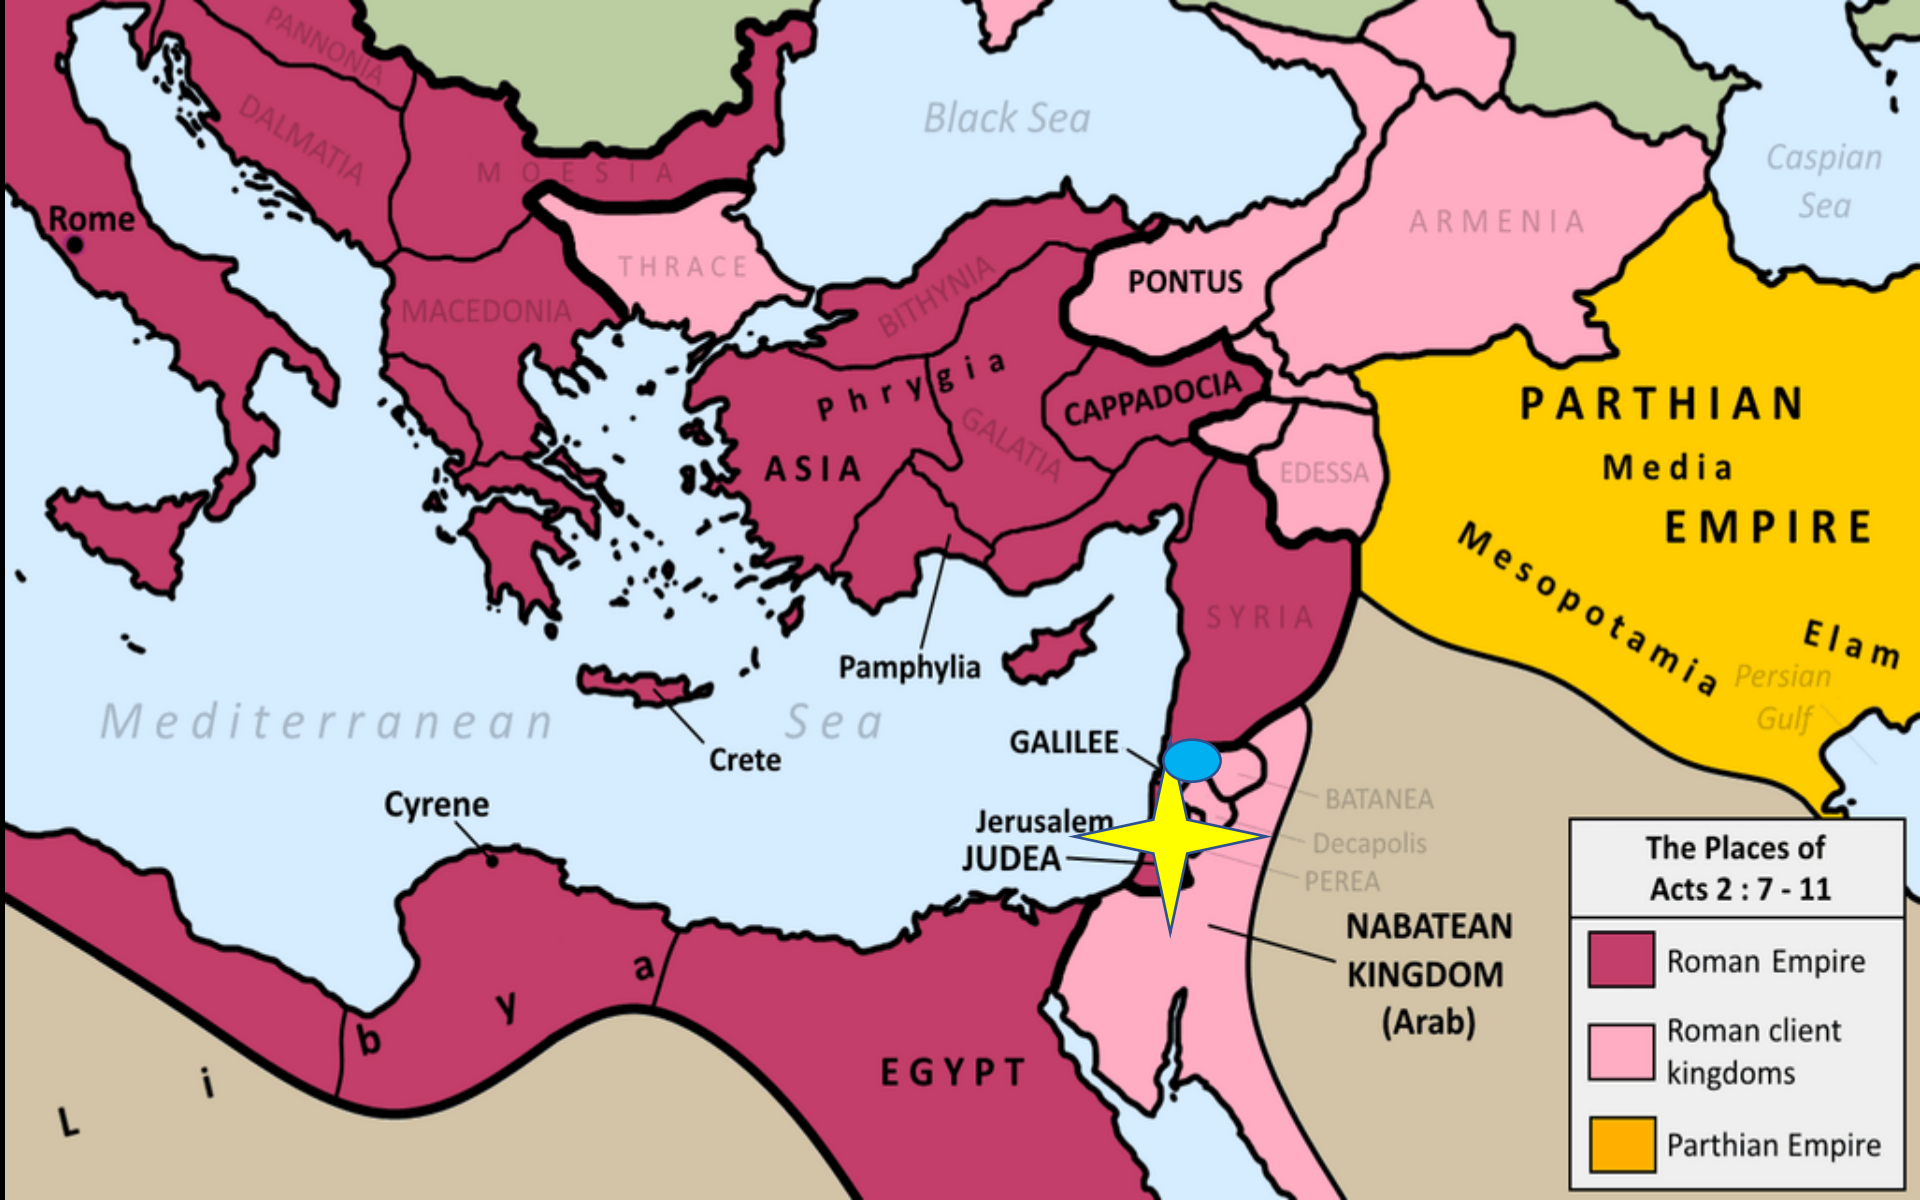 PANNONIA
DALMATIA
MOESIA
Black Sea
Caspian
Sea
Rome
THRACE
MACEDONIA
BITHYNIA
PONTUS
ARMENIA
Phrygia
CAPPADOCIA
GALATIA
ASIA
EDESSA
PARTHIAN
Media
EMPIRE
Mesopotamia
Elam
Persian
Gulf
SYRIA
Pamphylia
Mediterranean Sea
Crete
GALILEE
Cyrene
BATANEA
Jerusalem
Decapolis
JUDEA
PEREA
NABATEAN
KINGDOM
(Arab)
Libya
EGYPT
The Places of
Acts 2 : 7 - 11
Roman Empire
Roman client
kingdoms
Parthian Empire